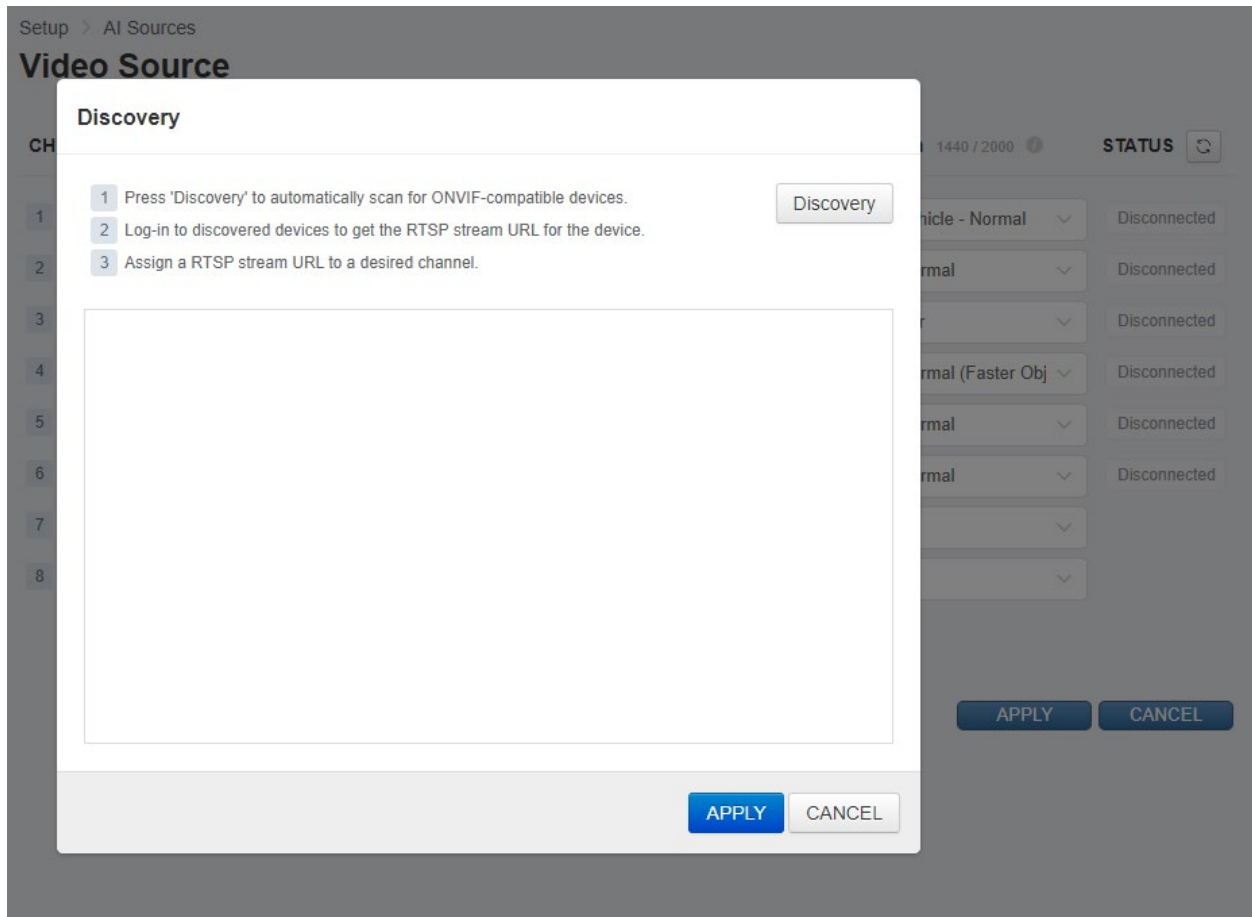 Setup > AI Sources
Video Source
Discovery
CH
1440 / 2000
STATUS
1 Press 'Discovery' to automatically scan for ONVIF-compatible devices.
Discovery
2 Log-in to discovered devices to get the RTSP stream URL for the device.
3 Assign a RTSP stream URL to a desired channel.
1 hicle - Normal Disconnected
2 rmal Disconnected
3 r Disconnected
4 rmal (Faster Obj Disconnected
5 rmal Disconnected
6 rmal Disconnected
7
8
APPLY CANCEL
APPLY CANCEL